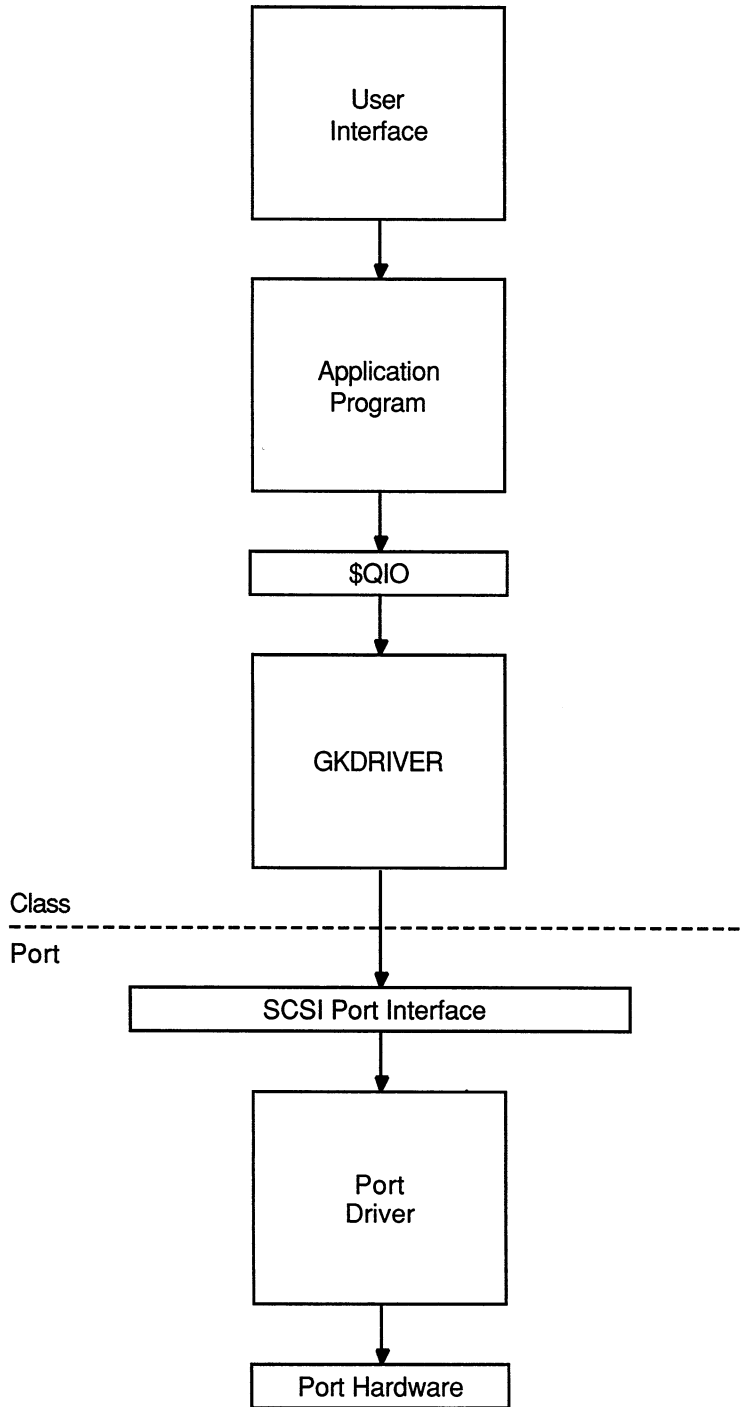 User
Interface
Application
Program
$QIO
GKDRIVER
Class
Port
SCSI Port Interface
Port
Driver
Port Hardware